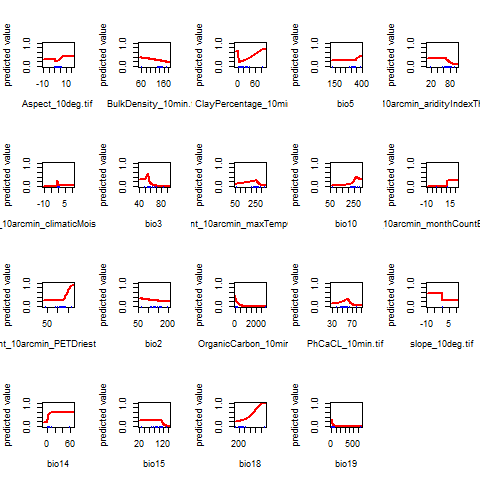 predicted value 0.0 1.0 predicted value 0.0 1.0 predicted value 0.0 1.0 predicted value 0.0 1.0 predicted value 0.0 1.0
-10 10 60 160 0 60 150 400 20 80
Aspect_10deg.tif BulkDensity_10min. ClayPercentage_10mi bio5 10arcmin_aridityIndexTh
predicted value 0.0 1.0 predicted value 0.0 1.0 predicted value 0.0 1.0 predicted value 0.0 1.0 predicted value 0.0 1.0
-10 5 40 80 50 250 50 250 -10 15
_10arcmin_climaticMois bio3 nt_10arcmin_maxTemp bio10 10arcmin_monthCountB
predicted value 0.0 1.0 predicted value 0.0 1.0 predicted value 0.0 1.0 predicted value 0.0 1.0 predicted value 0.0 1.0
50 50 200 0 2000 30 70 -10 5
nt_10arcmin_PETDriest bio2 OrganicCarbon_10min PhCaCL_10min.tif slope_10deg.tif
predicted value 0.0 1.0 predicted value 0.0 1.0 predicted value 0.0 1.0 predicted value 0.0 1.0
0 60 20 120 200 0 500
bio14 bio15 bio18 bio19